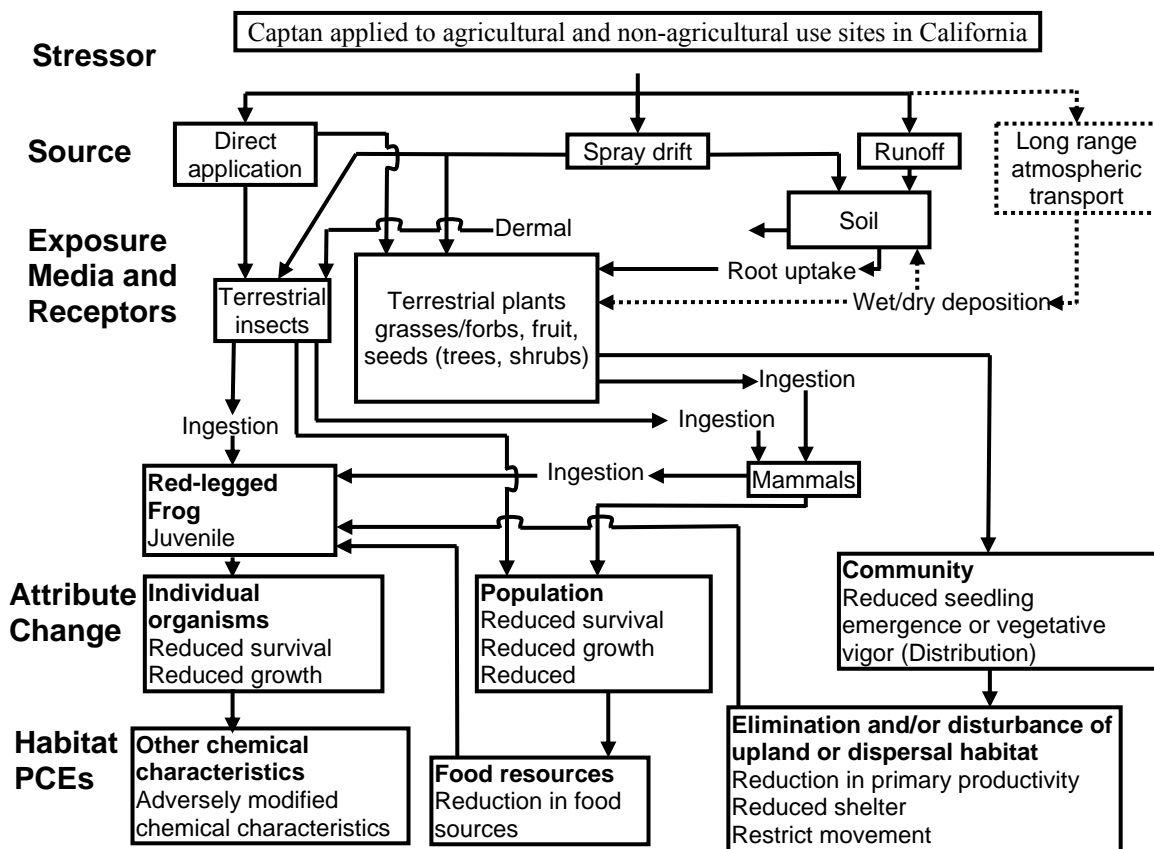 Captan applied to agricultural and non-agricultural use sites in California
Stressor
Source
Direct
application
Spray drift
Runoff
Long range
atmospheric
transport
Exposure
Media and
Receptors
Dermal
Soil
Root uptake
Wet/dry deposition
Terrestrial
insects
Terrestrial plants
grasses/forbs, fruit,
seeds (trees, shrubs)
Ingestion
Ingestion
Ingestion
Ingestion
Mammals
Red-legged
Frog
Juvenile
Attribute
Change
Individual
organisms
Reduced survival
Reduced growth
Population
Reduced survival
Reduced growth
Reduced
Community
Reduced seedling
emergence or vegetative
vigor (Distribution)
Habitat
PCEs
Other chemical
characteristics
Adversely modified
chemical characteristics
Food resources
Reduction in food
sources
Elimination and/or disturbance of
upland or dispersal habitat
Reduction in primary productivity
Reduced shelter
Restrict movement